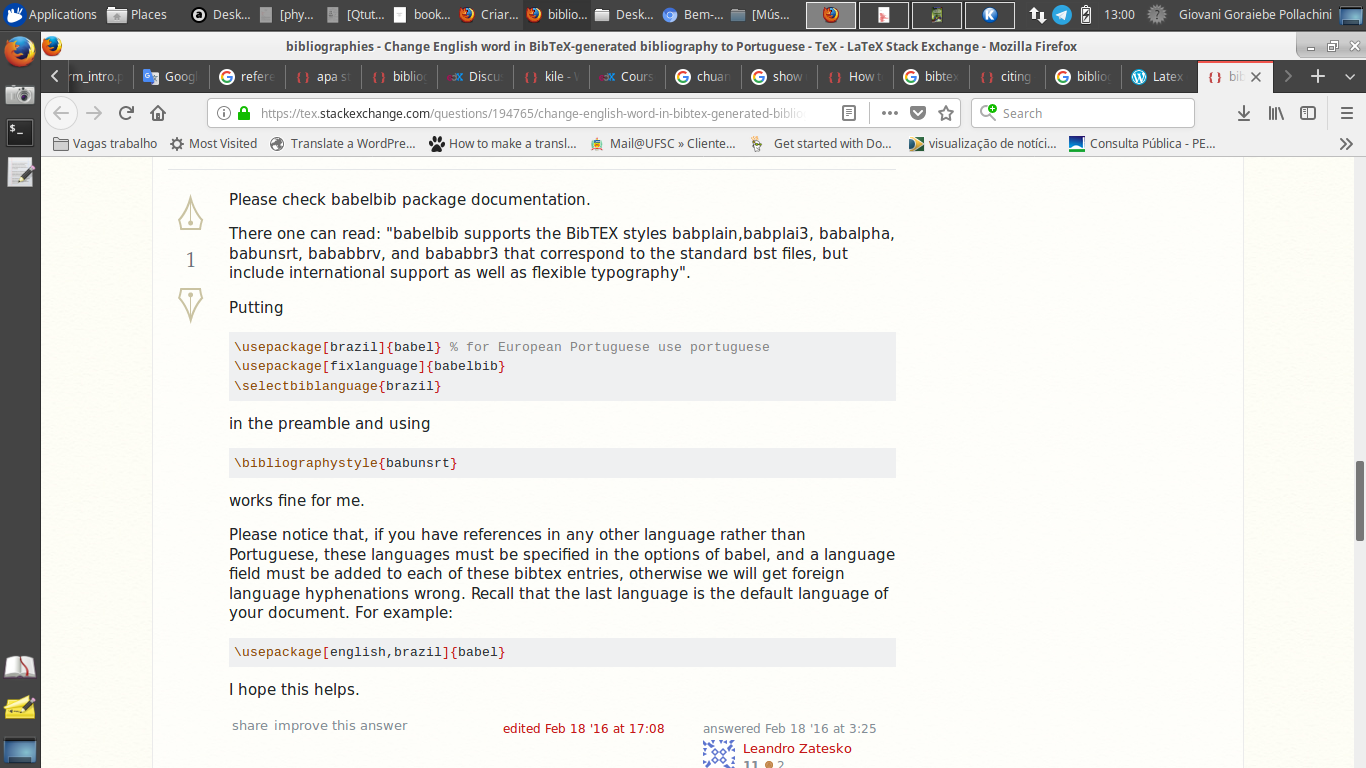 Applications Places Desk... [phy... [Qtut... book... Criar... biblio... Desk... Bem-... [Mús... 13:00 Giovani Goraiebe Pollachini
bibliographies - Change English word in BibTeX-generated bibliography to Portuguese - TeX - LaTeX Stack Exchange - Mozilla Firefox
rm_intro.p Googl refere apa st biblioc Discu kile - W Cours chuan show How to bibtex citing biblioc Latex bib
https://tex.stackexchange.com/questions/194765/change-english-word-in-bibtex-generated-biblio Search
Vagas trabalho Most Visited Translate a WordPre... How to make a transl... Mail@UFSC » Cliente... Get started with Do... visualização de notíci... Consulta Pública - PE...
Please check babelbib package documentation.
There one can read: "babelbib supports the BibTEX styles babplain,babplai3, babalpha,
babunsrt, bababbrv, and bababbr3 that correspond to the standard bst files, but
include international support as well as flexible typography".
1
Putting
\usepackage[brazil]{babel} % for European Portuguese use portuguese
\usepackage[fixlanguage]{babelbib}
\selectbiblanguage{brazil}
in the preamble and using
\bibliographystyle{babunsrt}
works fine for me.
Please notice that, if you have references in any other language rather than
Portuguese, these languages must be specified in the options of babel, and a language
field must be added to each of these bibtex entries, otherwise we will get foreign
language hyphenations wrong. Recall that the last language is the default language of
your document. For example:
\usepackage[english,brazil]{babel}
I hope this helps.
share improve this answer edited Feb 18 '16 at 17:08 answered Feb 18 '16 at 3:25
Leandro Zatesko
11 2